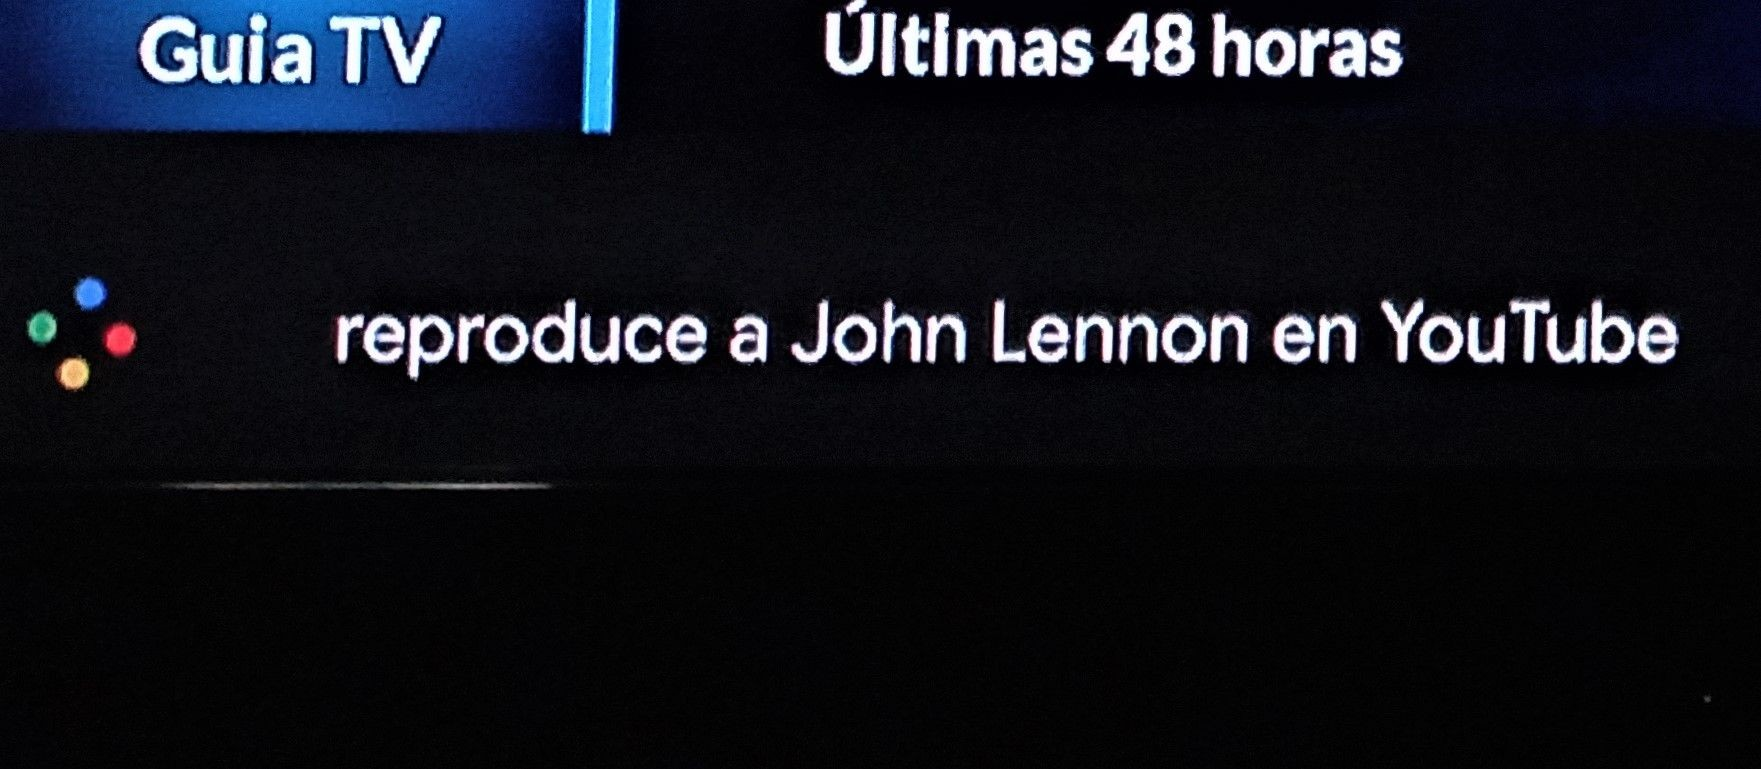 Guia TV
Últimas 48 horas
reproduce a John Lennon en YouTube